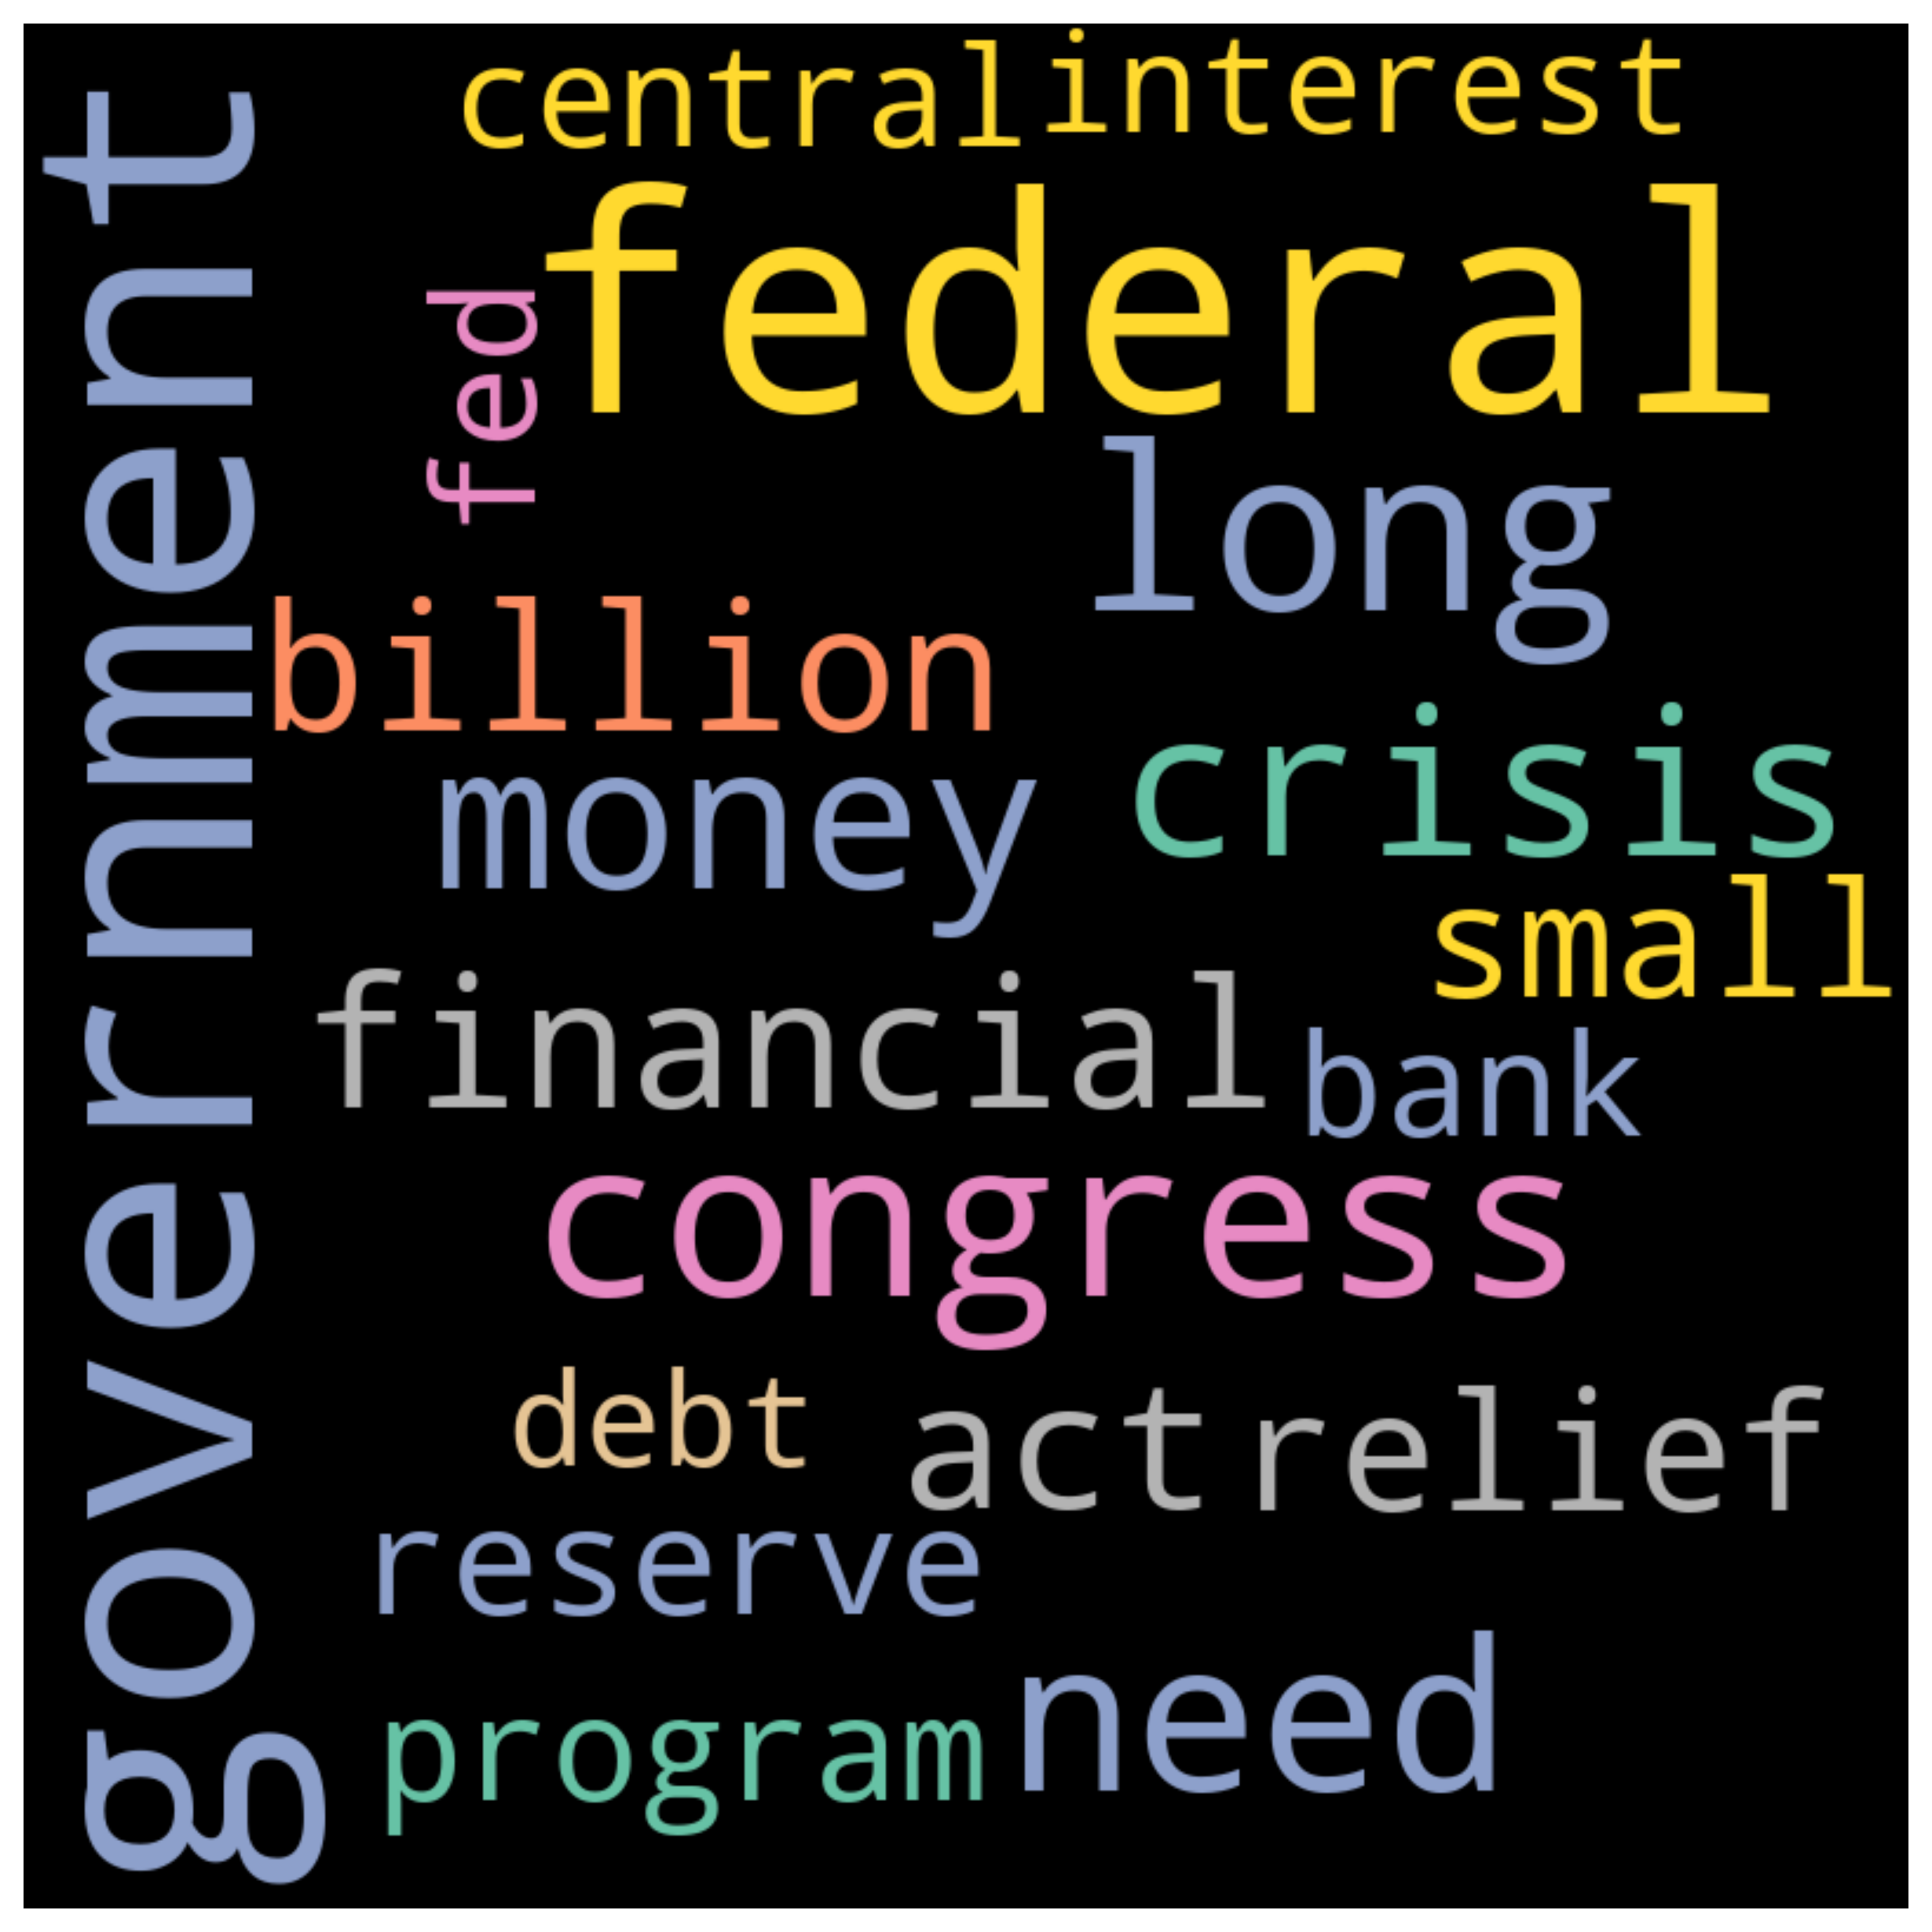 government
central interest
federal
fed
long
billion
crisis
money
small
financial
bank
congress
debt
act relief
reserve
need
program